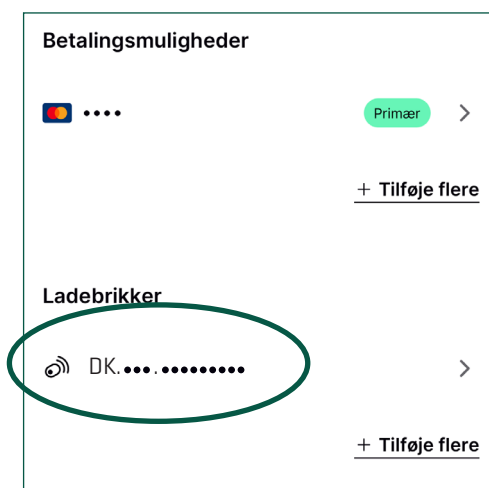 Betalingsmuligheder
•••• Primær
+ Tilføje flere
Ladebrikker
DK.•••.•••••••••
+ Tilføje flere